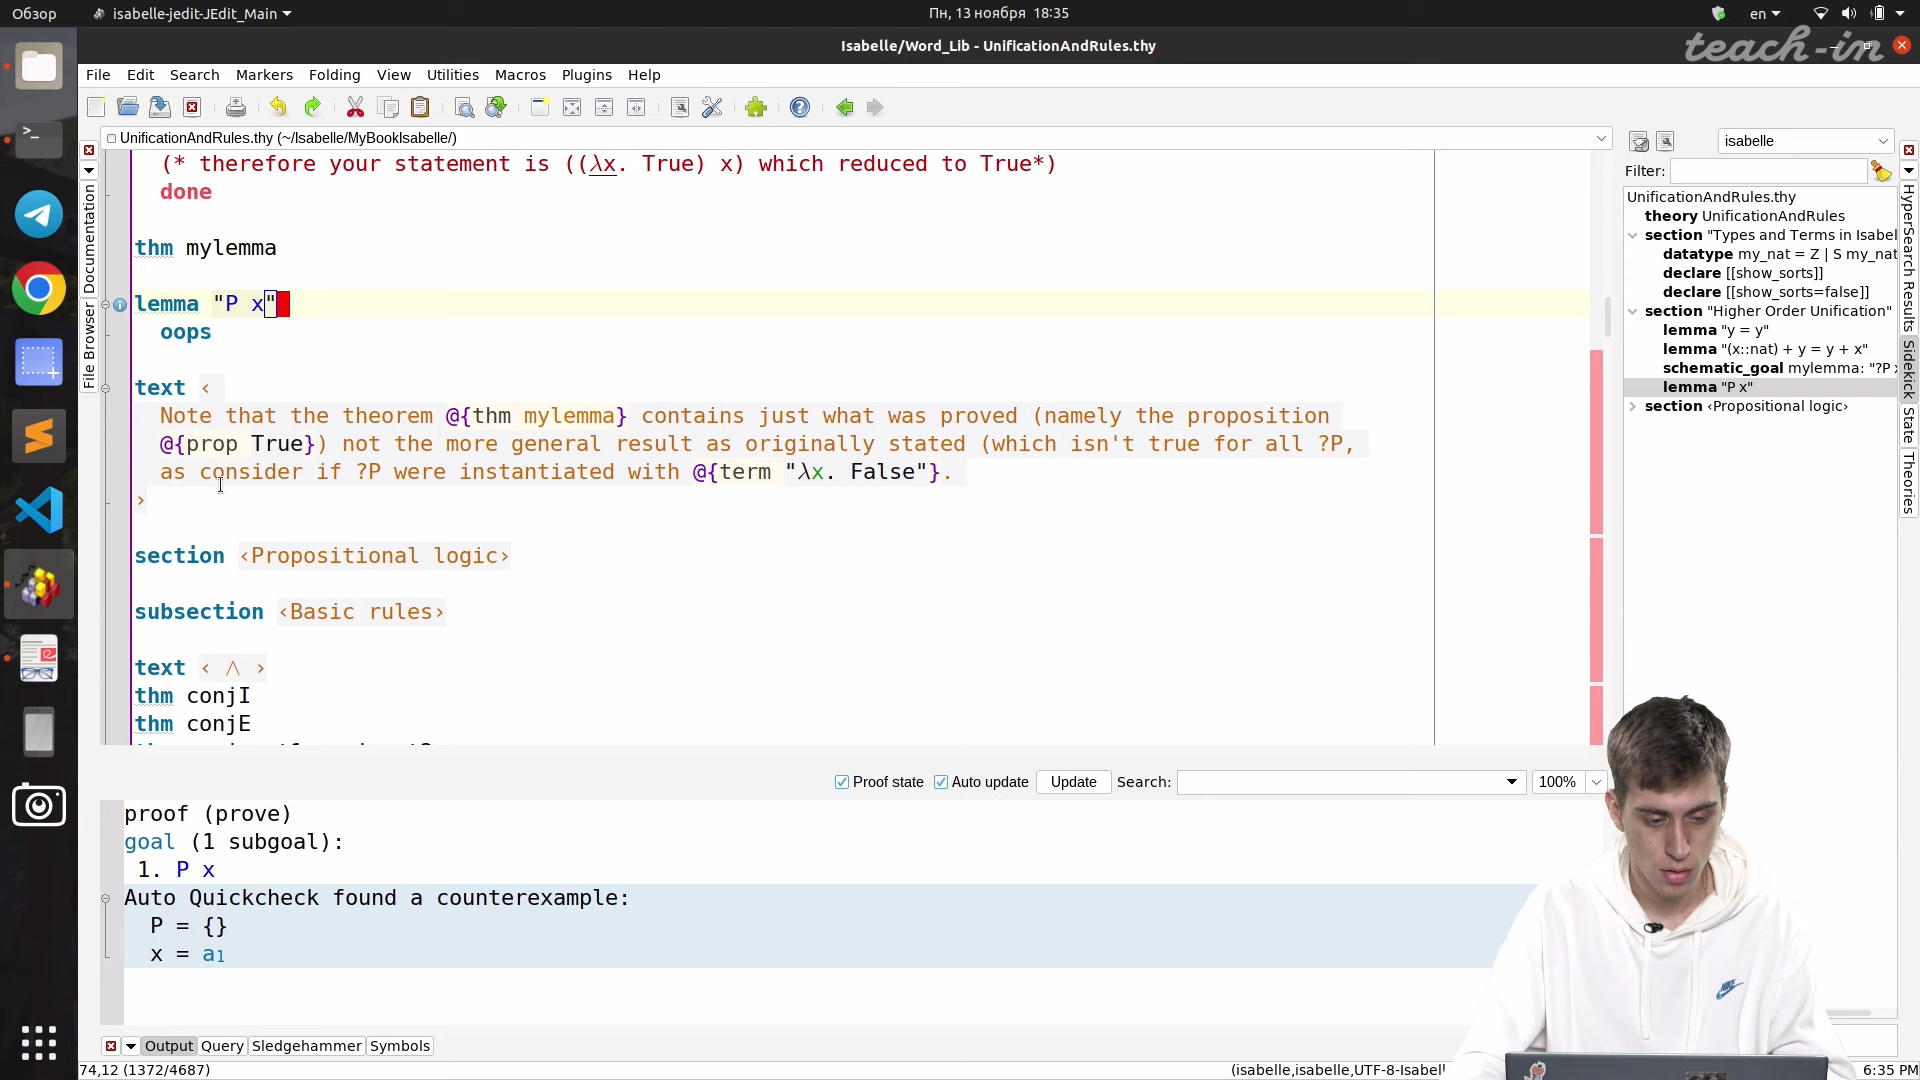 Обзор
isabelle-jedit-JEdit_Main
Пн, 13 ноября 18:35
en
Isabelle/Word_Lib - UnificationAndRules.thy
teach-in
File Edit Search Markers Folding View Utilities Macros Plugins Help
UnificationAndRules.thy (~/Isabelle/MyBookIsabelle/)
isabelle
Filter:
(* therefore your statement is ((λx. True) x) which reduced to True*)
done
thm mylemma
lemma "P x"
oops
text ‹
Note that the theorem @{thm mylemma} contains just what was proved (namely the proposition
@{prop True}) not the more general result as originally stated (which isn't true for all ?P,
as consider if ?P were instantiated with @{term "λx. False"}.
›
section ‹Propositional logic›
subsection ‹Basic rules›
text ‹ ∧ ›
thm conjI
thm conjE
Documentation
File Browser
UnificationAndRules.thy
theory UnificationAndRules
section "Types and Terms in Isabel
datatype my_nat = Z | S my_nat
declare [[show_sorts]]
declare [[show_sorts=false]]
section "Higher Order Unification"
lemma "y = y"
lemma "(x::nat) + y = y + x"
schematic_goal mylemma: "?P x
lemma "P x"
section ‹Propositional logic›
HyperSearch Results
Sidekick
State
Theories
Proof state
Auto update
Update
Search:
100%
proof (prove)
goal (1 subgoal):
1. P x
Auto Quickcheck found a counterexample:
P = {}
x = a₁
Output Query Sledgehammer Symbols
74,12 (1372/4687)
(isabelle,isabelle,UTF-8-Isabell
6:35 PM